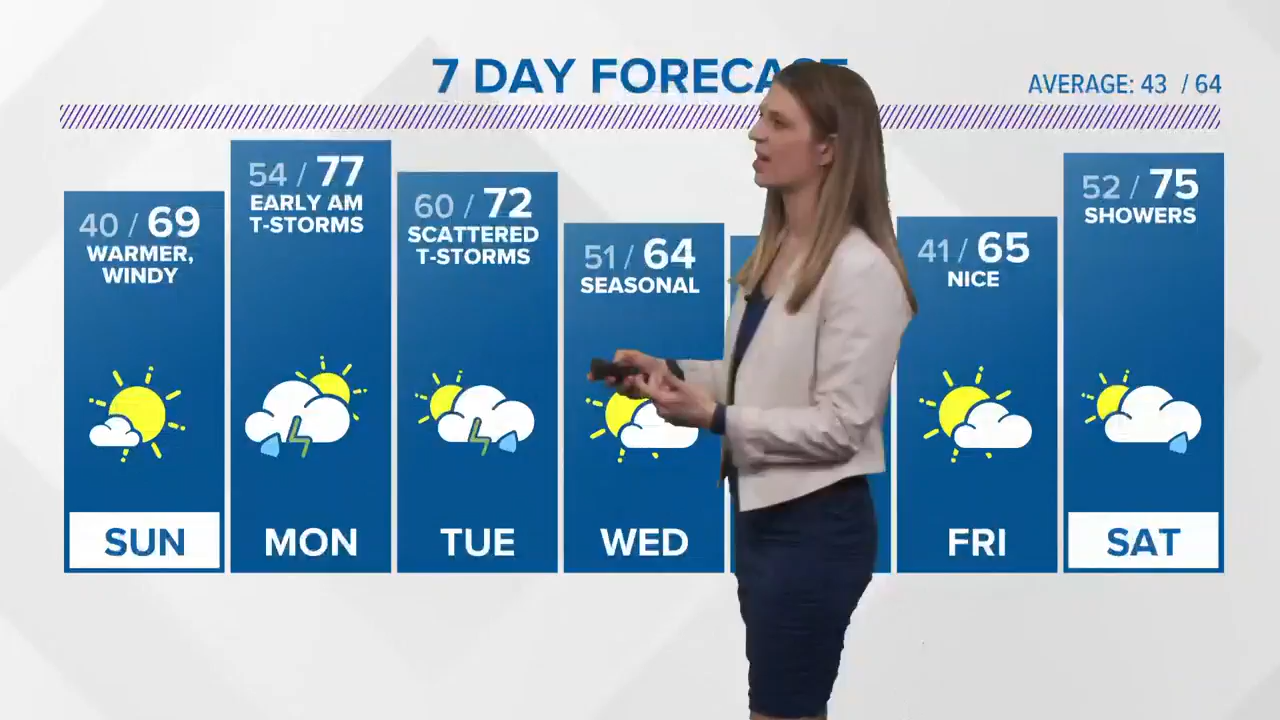 7 DAY FORECAST
AVERAGE: 43 / 64
40 / 69
WARMER,
WINDY
SUN
54 / 77
EARLY AM
T-STORMS
MON
60 / 72
SCATTERED
T-STORMS
TUE
51 / 64
SEASONAL
WED
41 / 65
NICE
FRI
52 / 75
SHOWERS
SAT